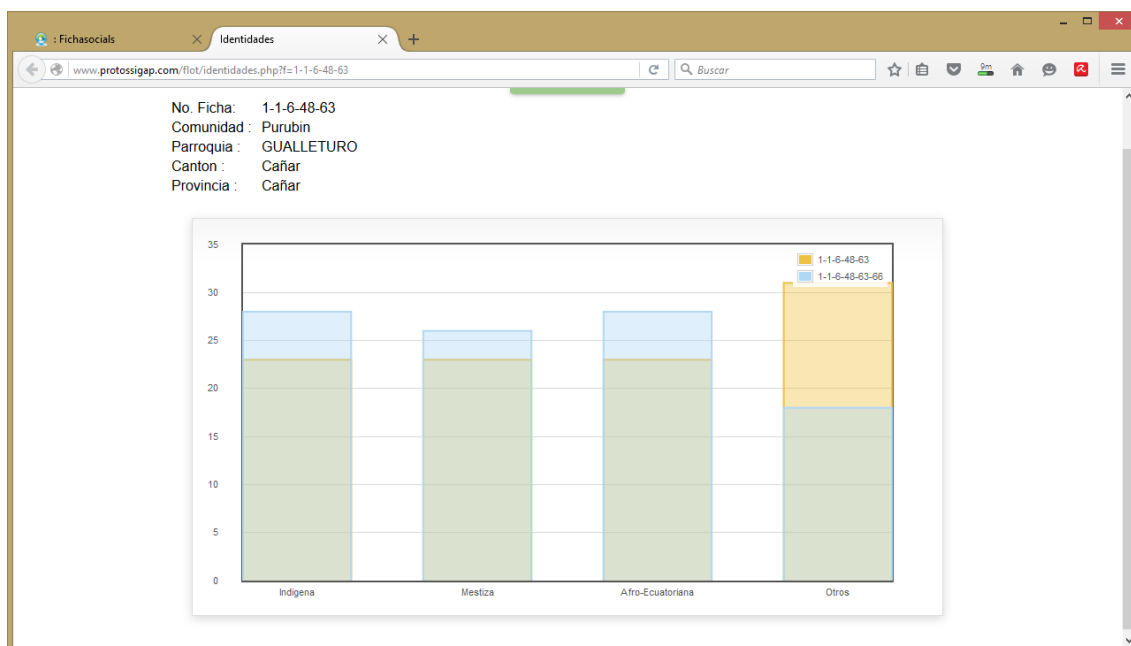 : Fichasocials
Identidades
www.protossigap.com/flot/identidades.php?f=1-1-6-48-63
Buscar
9m
No. Ficha: 1-1-6-48-63
Comunidad : Purubin
Parroquia : GUALLETURO
Canton : Cañar
Provincia : Cañar
1-1-6-48-63
1-1-6-48-63-66
35
30
25
20
15
10
5
0
Indigena
Mestiza
Afro-Ecuatoriana
Otros